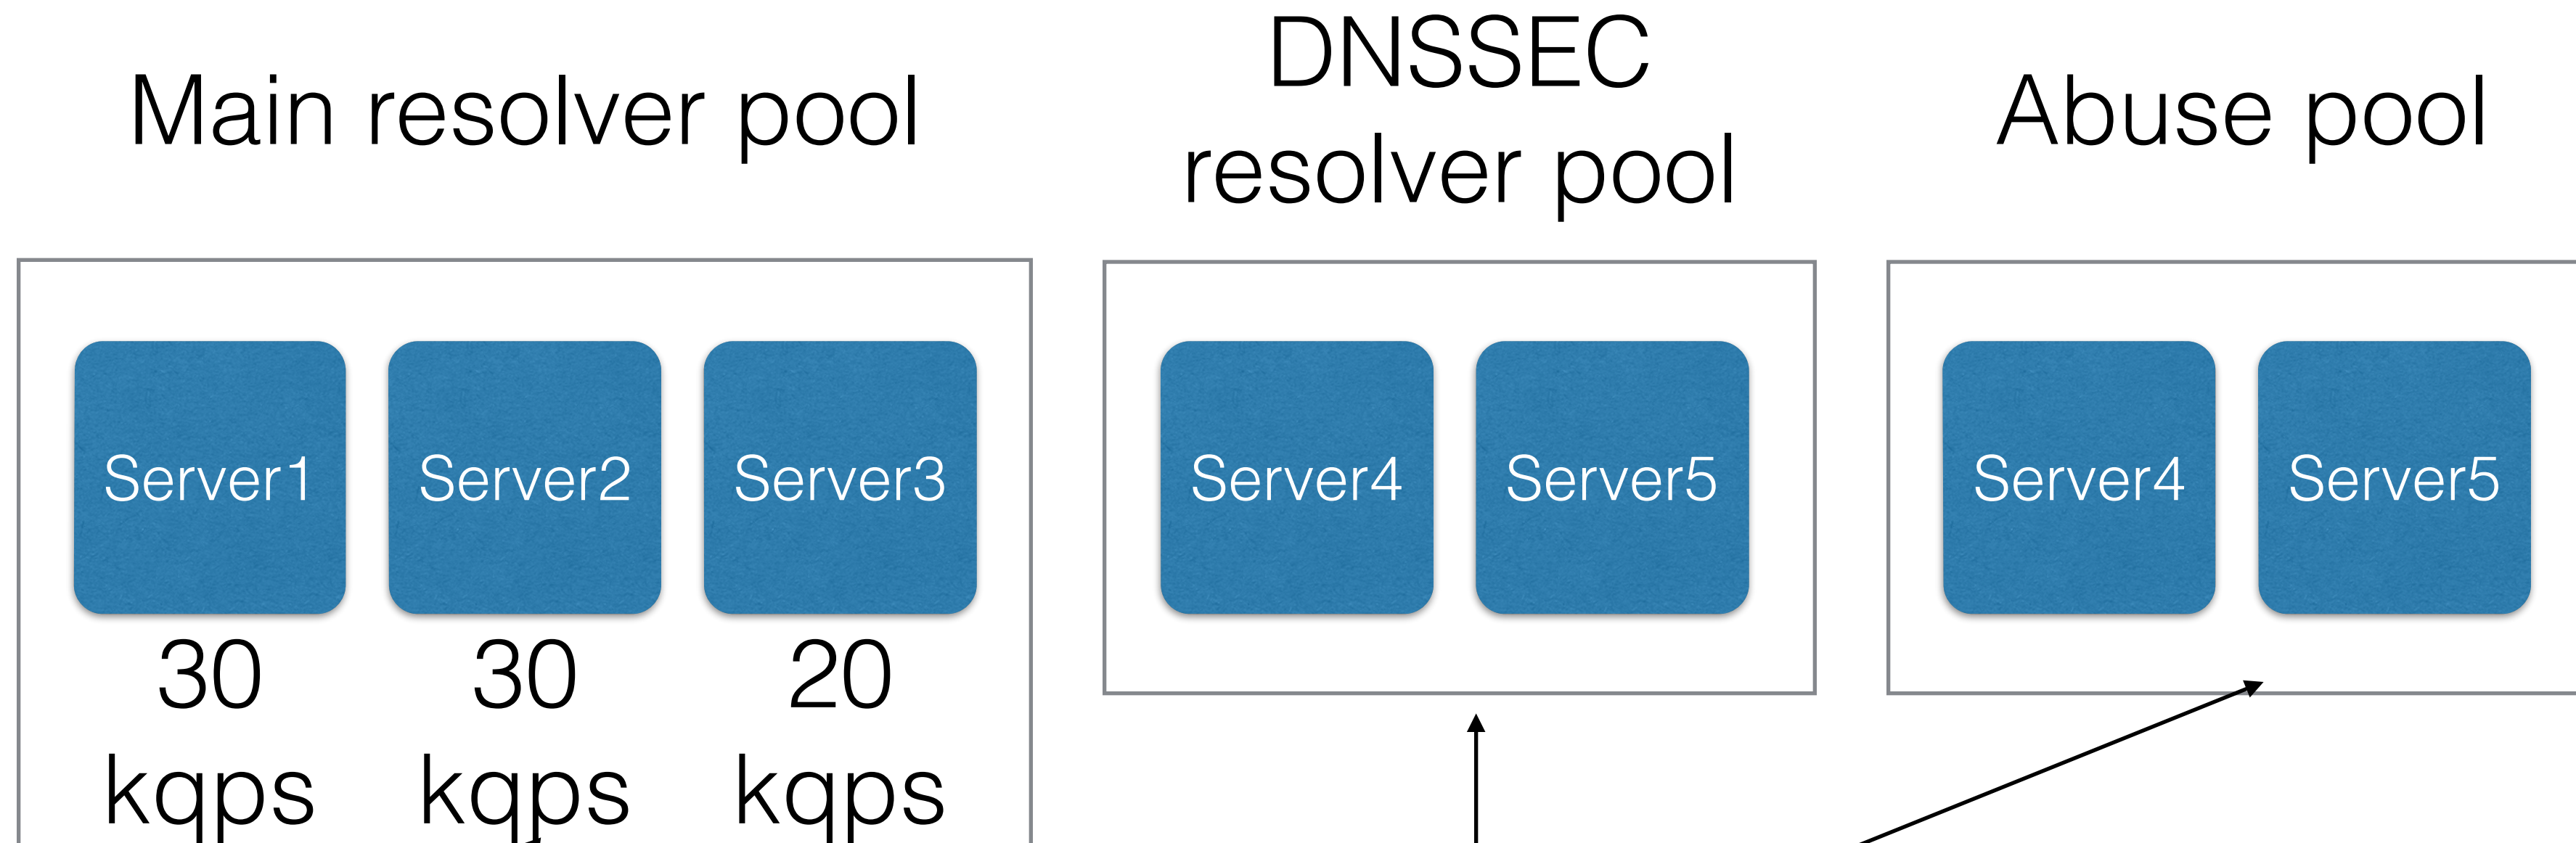 Main resolver pool
DNSSEC
resolver pool
Abuse pool
Server1
Server2
Server3
Server4
Server5
Server4
Server5
30
kqps
30
kqps
20
kqps